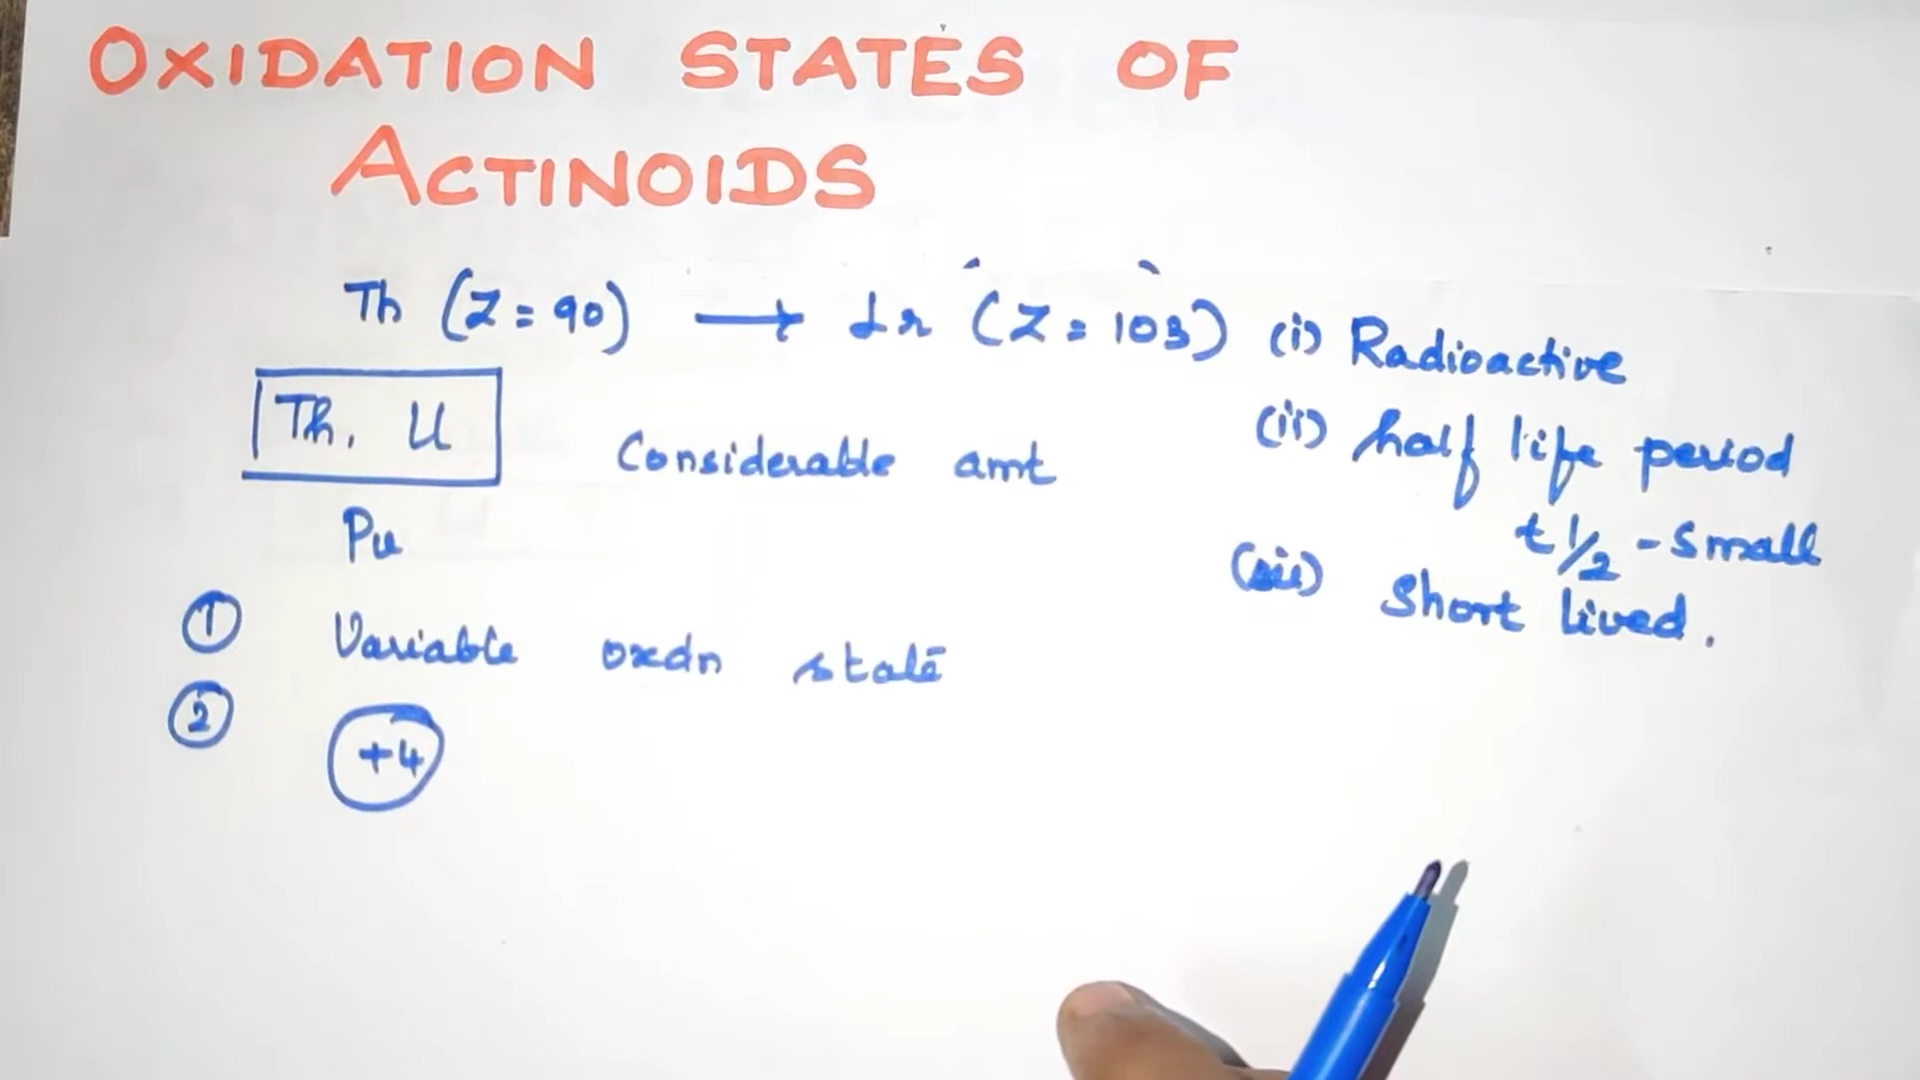 OXIDATION STATES OF
ACTINOIDS
Th (Z = 90) → Lr (Z = 103) (i) Radioactive
Th, U Considerable amt (ii) half life period
Pu t 1/2 - small
(iii) Short lived.
① Variable oxdn state
② +4